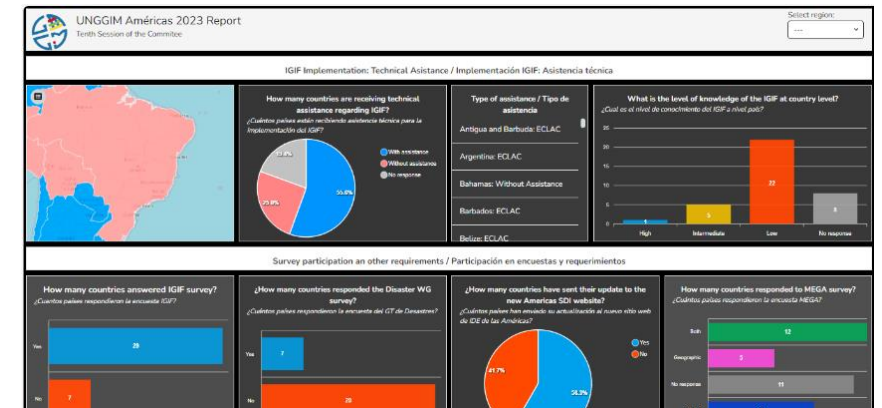 UNGGIM Américas 2023 Report
Tenth Session of the Commitee
Select region:
---
IGIF Implementation: Technical Asistance / Implementación IGIF: Asistencia técnica
How many countries are receiving technical
assistance regarding IGIF?
¿Cuántos países están recibiendo asistencia técnica para la
implementación del IGIF?
With assistance
Without assistance
No response
55.6%
25.0%
19.4%
Type of assistance / Tipo de
asistencia
Antigua and Barbuda: ECLAC
Argentina: ECLAC
Bahamas: Without Assistance
Barbados: ECLAC
Belize: ECLAC
What is the level of knowledge of the IGIF at country level?
¿Cuál es el nivel de conocimiento del IGIF a nivel país?
25
20
15
10
5
0
1
5
22
8
High
Intermediate
Low
No response
Survey participation an other requirements / Participación en encuestas y requerimientos
How many countries answered IGIF survey?
¿Cuántos países respondieron la encuesta IGIF?
Yes
29
No
7
¿How many countries responded the Disaster WG
survey?
¿Cuántos países respondieron la encuesta del GT de Desastres?
Yes
7
No
¿How many countries have sent their update to the
new Americas SDI website?
¿Cuántos países han enviado su actualización al nuevo sitio web
de IDE de las Américas?
Yes
No
41.7%
58.3%
How many countries responded to MEGA survey?
¿Cuántos países respondieron la encuesta MEGA?
Both
12
Geographic
No response
11